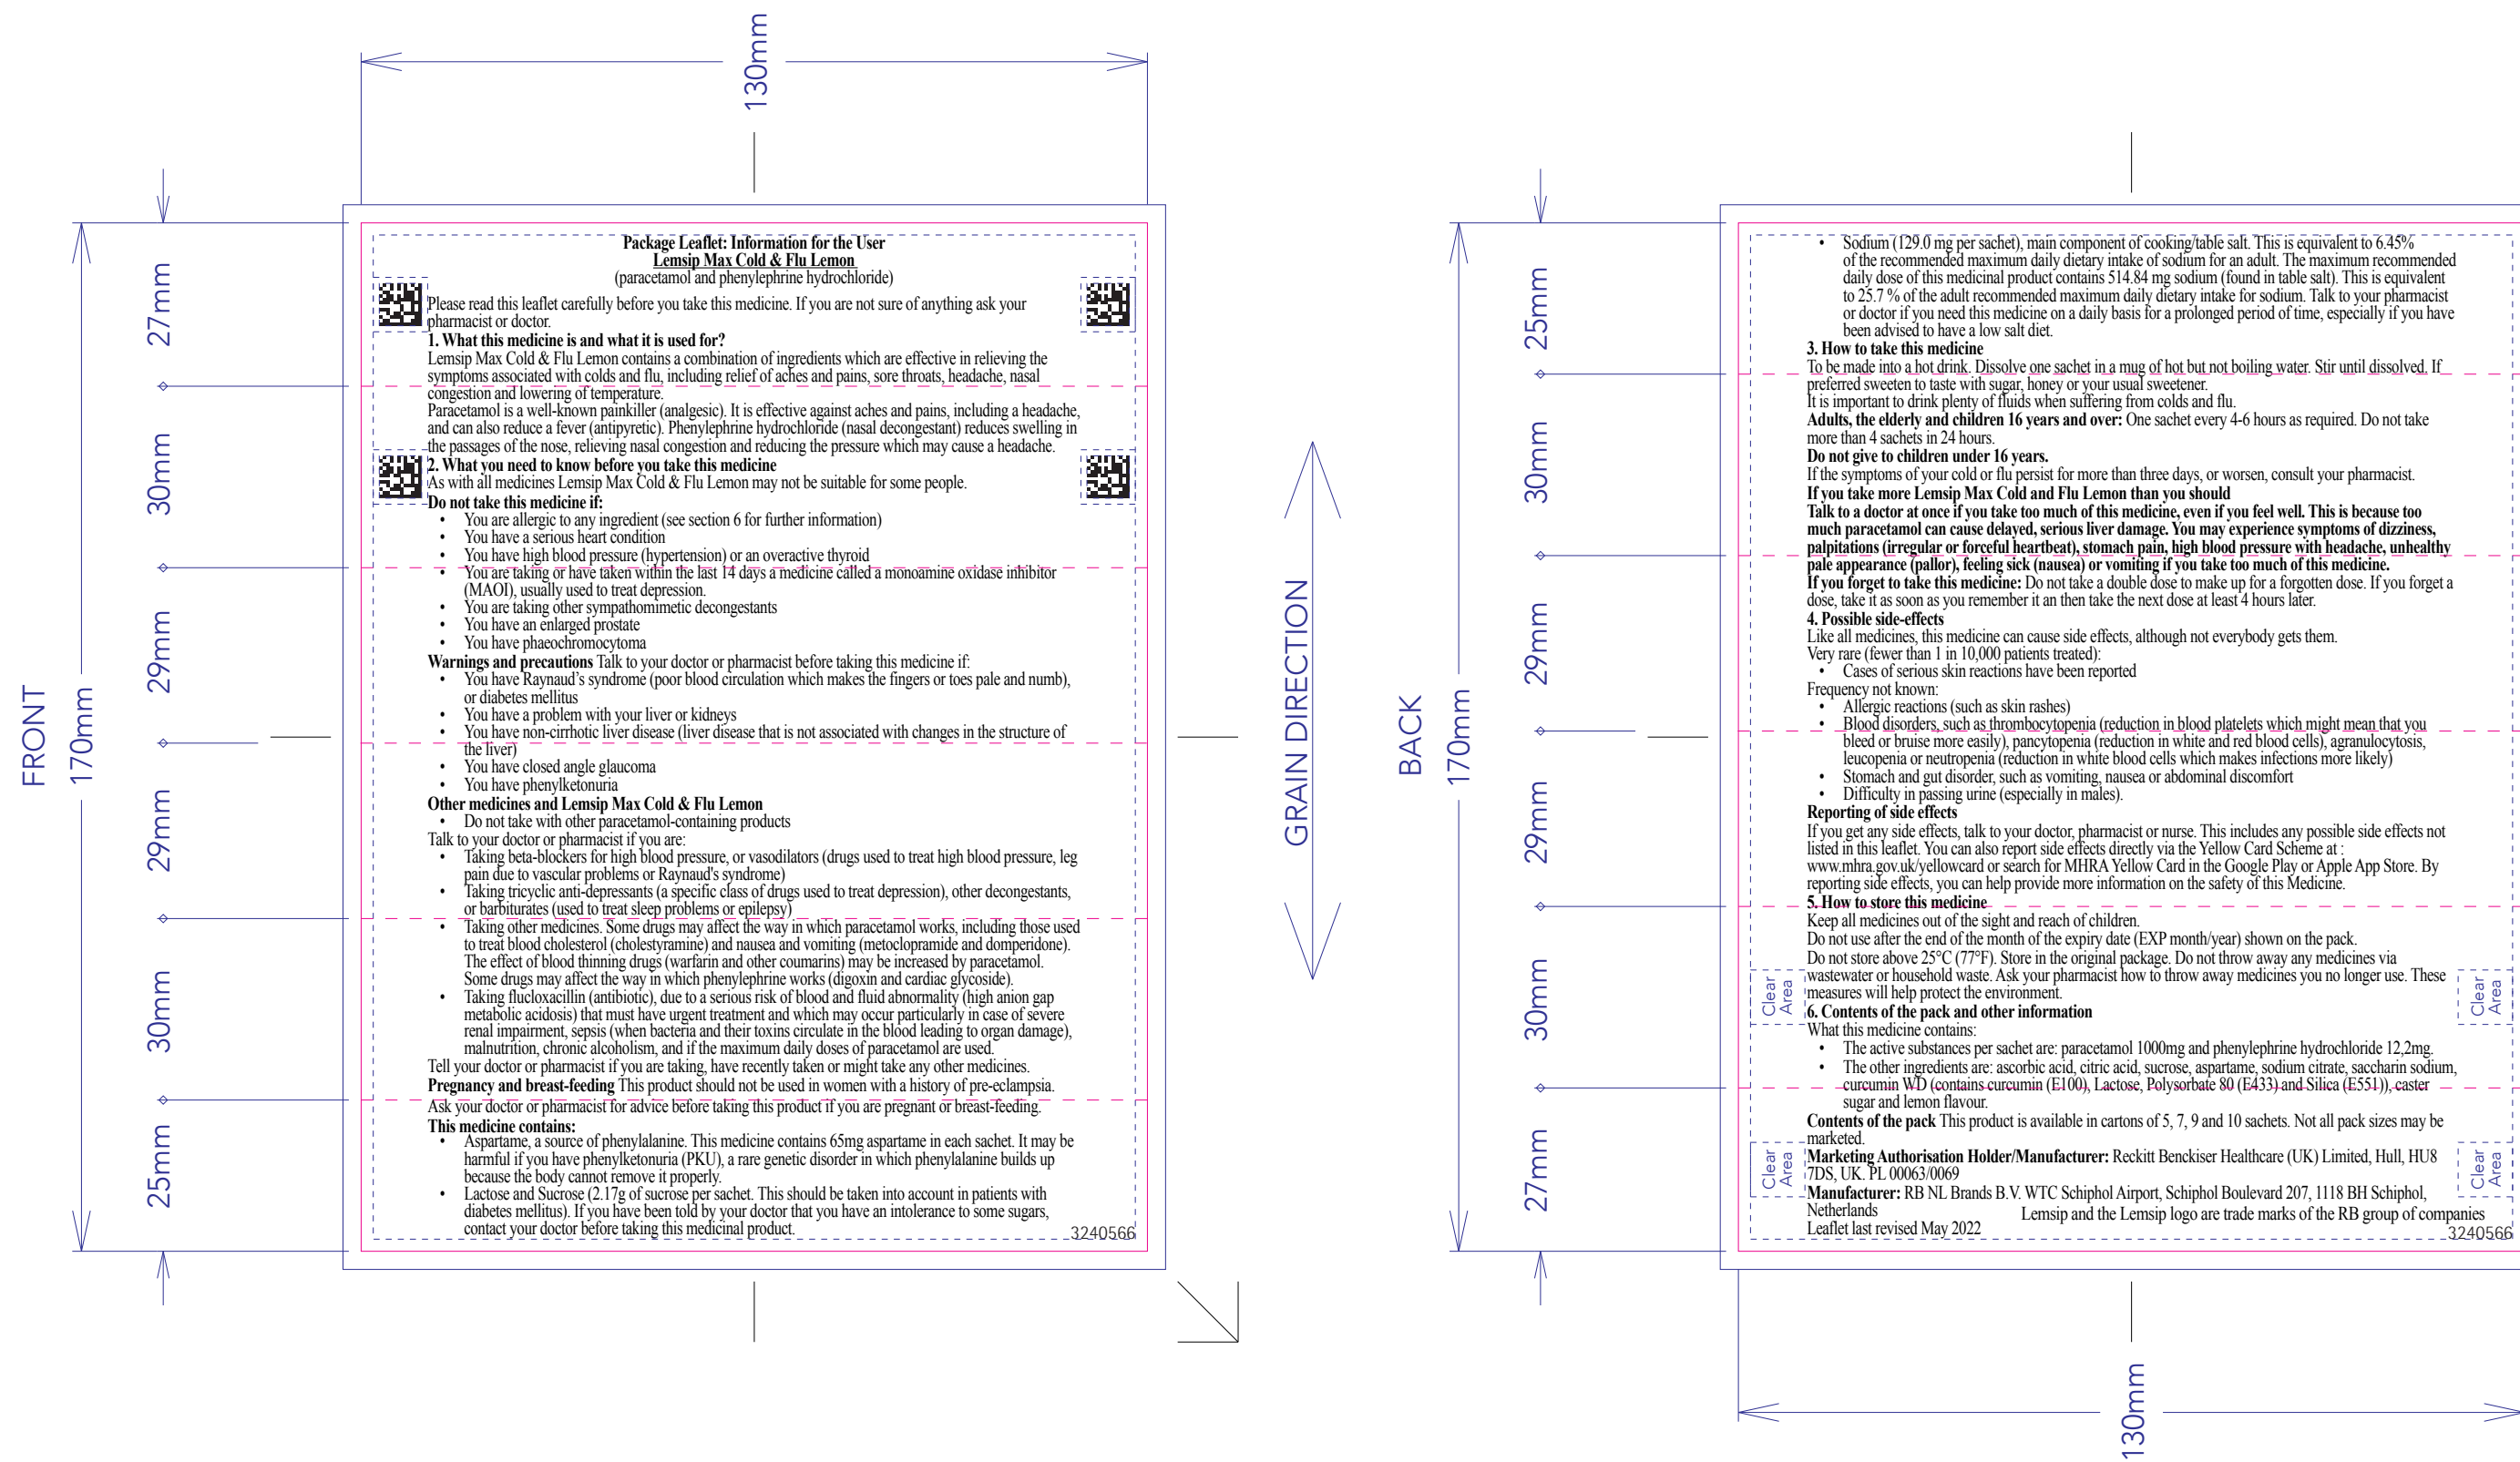 130mm
FRONT
170mm
27mm
30mm
29mm
29mm
30mm
25mm
Package Leaflet: Information for the User
Lemsip Max Cold & Flu Lemon
(paracetamol and phenylephrine hydrochloride)
Please read this leaflet carefully before you take this medicine. If you are not sure of anything ask your
pharmacist or doctor.
1. What this medicine is and what it is used for?
Lemsip Max Cold & Flu Lemon contains a combination of ingredients which are effective in relieving the
symptoms associated with colds and flu, including relief of aches and pains, sore throats, headache, nasal
congestion and lowering of temperature.
Paracetamol is a well-known painkiller (analgesic). It is effective against aches and pains, including a headache,
and can also reduce a fever (antipyretic). Phenylephrine hydrochloride (nasal decongestant) reduces swelling in
the passages of the nose, relieving nasal congestion and reducing the pressure which may cause a headache.
2. What you need to know before you take this medicine
As with all medicines Lemsip Max Cold & Flu Lemon may not be suitable for some people.
Do not take this medicine if:
• You are allergic to any ingredient (see section 6 for further information)
• You have a serious heart condition
• You have high blood pressure (hypertension) or an overactive thyroid
• You are taking or have taken within the last 14 days a medicine called a monoamine oxidase inhibitor
(MAOI), usually used to treat depression.
• You are taking other sympathomimetic decongestants
• You have an enlarged prostate
• You have phaeochromocytoma
Warnings and precautions Talk to your doctor or pharmacist before taking this medicine if:
• You have Raynaud’s syndrome (poor blood circulation which makes the fingers or toes pale and numb),
or diabetes mellitus
• You have a problem with your liver or kidneys
• You have non-cirrhotic liver disease (liver disease that is not associated with changes in the structure of
the liver)
• You have closed angle glaucoma
• You have phenylketonuria
Other medicines and Lemsip Max Cold & Flu Lemon
• Do not take with other paracetamol-containing products
Talk to your doctor or pharmacist if you are:
• Taking beta-blockers for high blood pressure, or vasodilators (drugs used to treat high blood pressure, leg
pain due to vascular problems or Raynaud's syndrome)
• Taking tricyclic anti-depressants (a specific class of drugs used to treat depression), other decongestants,
or barbiturates (used to treat sleep problems or epilepsy)
• Taking other medicines. Some drugs may affect the way in which paracetamol works, including those used
to treat blood cholesterol (cholestyramine) and nausea and vomiting (metoclopramide and domperidone).
The effect of blood thinning drugs (warfarin and other coumarins) may be increased by paracetamol.
Some drugs may affect the way in which phenylephrine works (digoxin and cardiac glycoside).
• Taking flucloxacillin (antibiotic), due to a serious risk of blood and fluid abnormality (high anion gap
metabolic acidosis) that must have urgent treatment and which may occur particularly in case of severe
renal impairment, sepsis (when bacteria and their toxins circulate in the blood leading to organ damage),
malnutrition, chronic alcoholism, and if the maximum daily doses of paracetamol are used.
Tell your doctor or pharmacist if you are taking, have recently taken or might take any other medicines.
Pregnancy and breast-feeding This product should not be used in women with a history of pre-eclampsia.
Ask your doctor or pharmacist for advice before taking this product if you are pregnant or breast-feeding.
This medicine contains:
• Aspartame, a source of phenylalanine. This medicine contains 65mg aspartame in each sachet. It may be
harmful if you have phenylketonuria (PKU), a rare genetic disorder in which phenylalanine builds up
because the body cannot remove it properly.
• Lactose and Sucrose (2.17g of sucrose per sachet. This should be taken into account in patients with
diabetes mellitus). If you have been told by your doctor that you have an intolerance to some sugars,
contact your doctor before taking this medicinal product.
3240566
GRAIN DIRECTION
BACK
170mm
25mm
30mm
29mm
29mm
30mm
27mm
• Sodium (129.0 mg per sachet), main component of cooking/table salt. This is equivalent to 6.45%
of the recommended maximum daily dietary intake of sodium for an adult. The maximum recommended
daily dose of this medicinal product contains 514.84 mg sodium (found in table salt). This is equivalent
to 25.7 % of the adult recommended maximum daily dietary intake for sodium. Talk to your pharmacist
or doctor if you need this medicine on a daily basis for a prolonged period of time, especially if you have
been advised to have a low salt diet.
3. How to take this medicine
To be made into a hot drink. Dissolve one sachet in a mug of hot but not boiling water. Stir until dissolved. If
preferred sweeten to taste with sugar, honey or your usual sweetener.
It is important to drink plenty of fluids when suffering from colds and flu.
Adults, the elderly and children 16 years and over: One sachet every 4-6 hours as required. Do not take
more than 4 sachets in 24 hours.
Do not give to children under 16 years.
If the symptoms of your cold or flu persist for more than three days, or worsen, consult your pharmacist.
If you take more Lemsip Max Cold and Flu Lemon than you should
Talk to a doctor at once if you take too much of this medicine, even if you feel well. This is because too
much paracetamol can cause delayed, serious liver damage. You may experience symptoms of dizziness,
palpitations (irregular or forceful heartbeat), stomach pain, high blood pressure with headache, unhealthy
pale appearance (pallor), feeling sick (nausea) or vomiting if you take too much of this medicine.
If you forget to take this medicine: Do not take a double dose to make up for a forgotten dose. If you forget a
dose, take it as soon as you remember it an then take the next dose at least 4 hours later.
4. Possible side-effects
Like all medicines, this medicine can cause side effects, although not everybody gets them.
Very rare (fewer than 1 in 10,000 patients treated):
• Cases of serious skin reactions have been reported
Frequency not known:
• Allergic reactions (such as skin rashes)
• Blood disorders, such as thrombocytopenia (reduction in blood platelets which might mean that you
bleed or bruise more easily), pancytopenia (reduction in white and red blood cells), agranulocytosis,
leucopenia or neutropenia (reduction in white blood cells which makes infections more likely)
• Stomach and gut disorder, such as vomiting, nausea or abdominal discomfort
• Difficulty in passing urine (especially in males).
Reporting of side effects
If you get any side effects, talk to your doctor, pharmacist or nurse. This includes any possible side effects not
listed in this leaflet. You can also report side effects directly via the Yellow Card Scheme at :
www.mhra.gov.uk/yellowcard or search for MHRA Yellow Card in the Google Play or Apple App Store. By
reporting side effects, you can help provide more information on the safety of this Medicine.
5. How to store this medicine
Keep all medicines out of the sight and reach of children.
Do not use after the end of the month of the expiry date (EXP month/year) shown on the pack.
Do not store above 25°C (77°F). Store in the original package. Do not throw away any medicines via
wastewater or household waste. Ask your pharmacist how to throw away medicines you no longer use. These
measures will help protect the environment.
Clear
Area
Clear
Area
6. Contents of the pack and other information
What this medicine contains:
• The active substances per sachet are: paracetamol 1000mg and phenylephrine hydrochloride 12,2mg.
• The other ingredients are: ascorbic acid, citric acid, sucrose, aspartame, sodium citrate, saccharin sodium,
curcumin WD (contains curcumin (E100), Lactose, Polysorbate 80 (E433) and Silica (E551)), caster
sugar and lemon flavour.
Contents of the pack This product is available in cartons of 5, 7, 9 and 10 sachets. Not all pack sizes may be
marketed.
Clear
Area
Clear
Area
Marketing Authorisation Holder/Manufacturer: Reckitt Benckiser Healthcare (UK) Limited, Hull, HU8
7DS, UK. PL 00063/0069
Manufacturer: RB NL Brands B.V. WTC Schiphol Airport, Schiphol Boulevard 207, 1118 BH Schiphol,
Netherlands Lemsip and the Lemsip logo are trade marks of the RB group of companies
Leaflet last revised May 2022
3240566
130mm